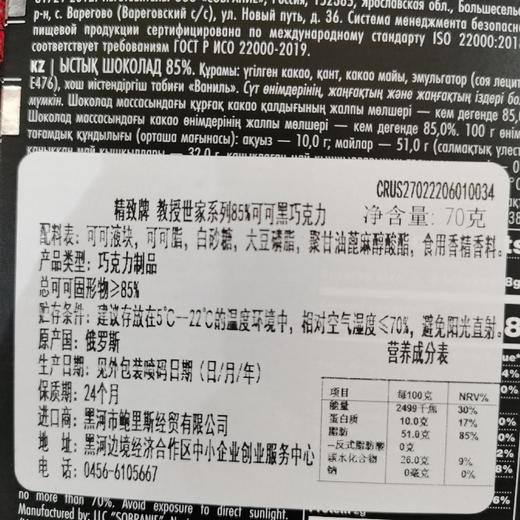 р-н, с. Варегово (Вареговский с/с), ул. Новый путь, д. 36. Система менеджмента безопасно
пищевой продукции сертифицирована по международному стандарту ISO 22000:201
соответствует требованиям ГОСТ Р ИСО 22000-2019.
KZ | ЫСТЫҚ ШОКОЛАД 85%. Құрамы: үгілген какао, қант, какао майы, эмульгатор (соя лецит
E476), хош иістендіргіш табиғи «Ваниль». Сүт өнімдерінің, жаңғақтың және жаңғақтың іздері бо
мүмкін. Шоколад массасындағы құрғақ какао қалдығының жалпы мөлшері – кем дегенде 85,
Шоколад массасындағы какао өнімдерінің жалпы мөлшері – кем дегенде 85,0%. 100 г өнім
тағамдық құндылығы (орташа мағынасы): ақуыз – 10,0 г; майлар – 51,0 г (салмақтық үлес
CRUS27022206010034
精致牌 教授世家系列85%可可黑巧克力 净含量: 70克
配料表: 可可液块, 可可脂, 白砂糖, 大豆磷脂, 聚甘油蓖麻醇酸酯, 食用香精香料。
产品类型: 巧克力制品
总可可固形物≥85%
贮存条件: 建议存放在5℃--22℃的温度环境中, 相对空气湿度≤70%, 避免阳光直射。
原产国: 俄罗斯
生产日期: 见外包装喷码日期 (日/月/年)
保质期: 24个月
进口商: 黑河市鲍里斯经贸有限公司
地 址: 黑河边境经济合作区中小企业创业服务中心
电 话: 0456-6105667
营养成分表
项目 每100克 NRV%
能量 2499千焦 30%
蛋白质 10.0克 17%
脂肪 51.0克 85%
-反式脂肪酸 0克
碳水化合物 26.0克 9%
钠 0毫克 0%
no more than 70%. Avoid exposure to direct sunlight.
Manufactured by: LLC "SOBRANIE"